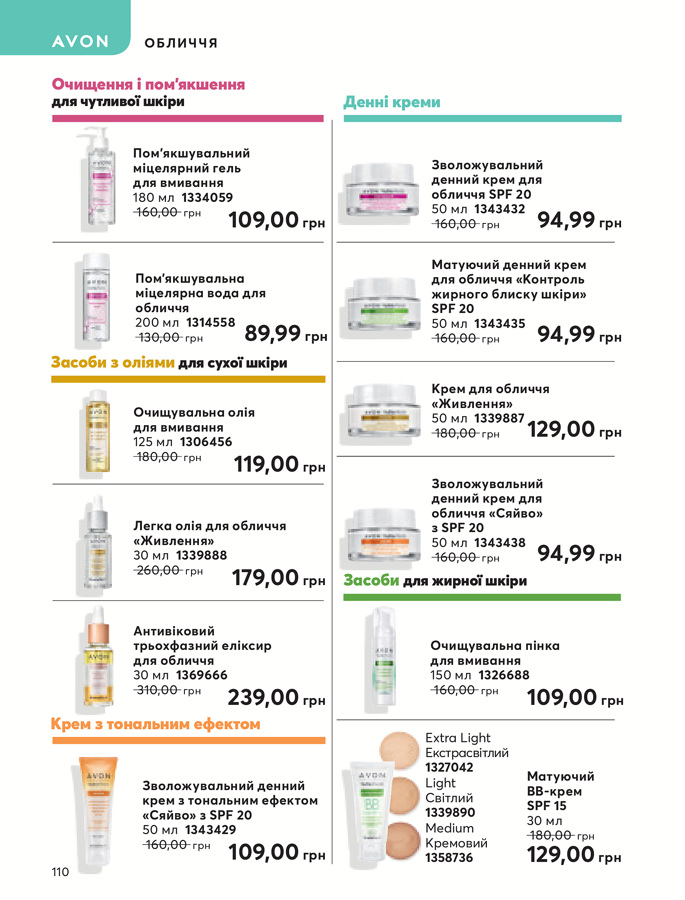 AVON
ОБЛИЧЧЯ
Очищення і пом'якшення
для чутливої шкіри
Пом'якшувальний
міцелярний гель
для вмивання
180 мл 1334059
160,00 грн
109,00 грн
Пом'якшувальна
міцелярна вода для
обличчя
200 мл 1314558
130,00 грн
89,99 грн
Засоби з оліями для сухої шкіри
Очищувальна олія
для вмивання
125 мл 1306456
180,00 грн
119,00 грн
Легка олія для обличчя
«Живлення»
30 мл 1339888
260,00 грн
179,00 грн
Антивіковий
трьохфазний еліксир
для обличчя
30 мл 1369666
310,00 грн
239,00 грн
Крем з тональним ефектом
AVON
Зволожувальний денний
крем з тональним ефектом
«Сяйво» з SPF 20
50 мл 1343429
160,00 грн
109,00 грн
110
Денні креми
Зволожувальний
денний крем для
обличчя SPF 20
50 мл 1343432
160,00 грн
94,99 грн
Матуючий денний крем
для обличчя «Контроль
жирного блиску шкіри»
SPF 20
50 мл 1343435
160,00 грн
94,99 грн
Крем для обличчя
«Живлення»
50 мл 1339887
180,00 грн
129,00 грн
Зволожувальний
денний крем для
обличчя «Сяйво»
з SPF 20
50 мл 1343438
160,00 грн
94,99 грн
Засоби для жирної шкіри
AVON
Очищувальна пінка
для вмивання
150 мл 1326688
160,00 грн
109,00 грн
AVON
BB
Extra Light
Екстрасвітлий
1327042
Light
Світлий
1339890
Medium
Кремовий
1358736
Матуючий
ВВ-крем
SPF 15
30 мл
180,00 грн
129,00 грн